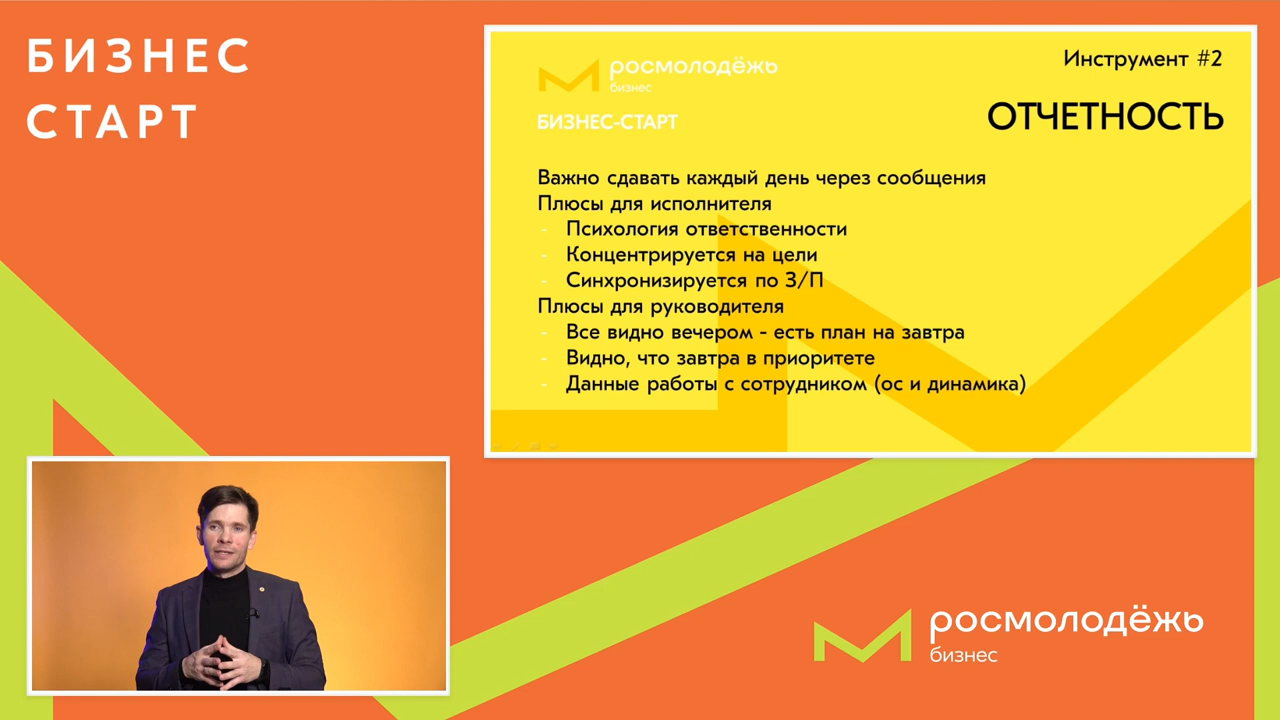 БИЗНЕС
СТАРТ
росмолодёжь
бизнес
БИЗНЕС-СТАРТ
Инструмент #2
ОТЧЕТНОСТЬ
Важно сдавать каждый день через сообщения
Плюсы для исполнителя
- Психология ответственности
- Концентрируется на цели
- Синхронизируется по З/П
Плюсы для руководителя
- Все видно вечером - есть план на завтра
- Видно, что завтра в приоритете
- Данные работы с сотрудником (ос и динамика)
росмолодёжь
бизнес